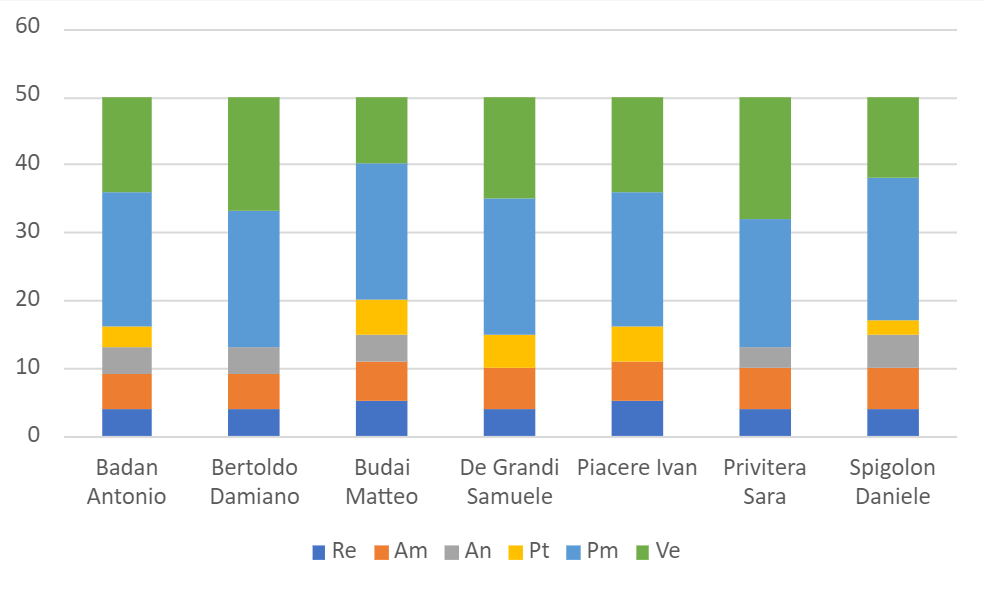 60
50
40
30
20
10
0
Badan Antonio
Bertoldo Damiano
Budai Matteo
De Grandi Samuele
Piacere Ivan
Privitera Sara
Spigolon Daniele
Re Am An Pt Pm Ve